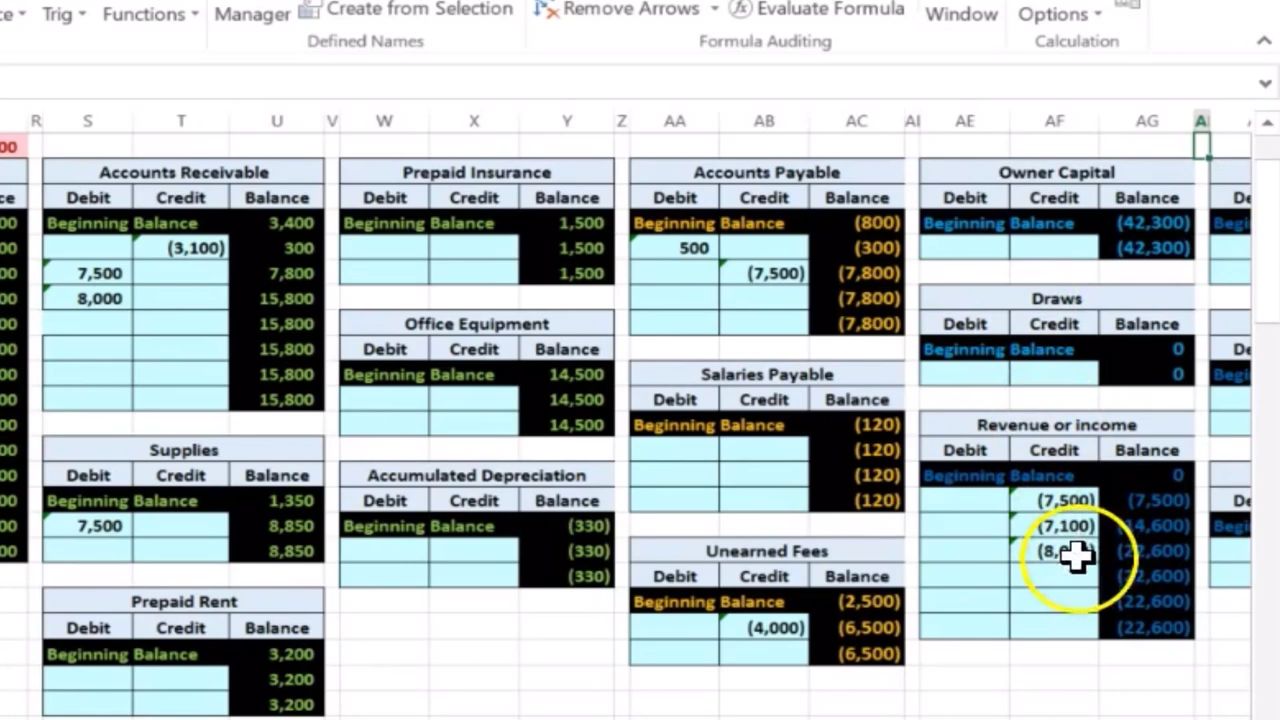 Trig Functions Manager Create from Selection Remove Arrows Evaluate Formula Window Options
Defined Names Formula Auditing Calculation
R S T U V W X Y Z AA AB AC AE AF AG
Accounts Receivable
Debit Credit Balance
Beginning Balance 3,400
(3,100) 300
7,500 7,800
8,000 15,800
15,800
15,800
15,800
15,800
Supplies
Debit Credit Balance
Beginning Balance 1,350
7,500 8,850
8,850
Prepaid Rent
Debit Credit Balance
Beginning Balance 3,200
3,200
3,200
Prepaid Insurance
Debit Credit Balance
Beginning Balance 1,500
1,500
1,500
Office Equipment
Debit Credit Balance
Beginning Balance 14,500
14,500
14,500
Accumulated Depreciation
Debit Credit Balance
Beginning Balance (330)
(330)
(330)
Accounts Payable
Debit Credit Balance
Beginning Balance (800)
500 (300)
(7,500) (7,800)
(7,800)
(7,800)
Salaries Payable
Debit Credit Balance
Beginning Balance (120)
(120)
(120)
(120)
Unearned Fees
Debit Credit Balance
Beginning Balance (2,500)
(4,000) (6,500)
(6,500)
Owner Capital
Debit Credit Balance
Beginning Balance (42,300)
(42,300)
Draws
Debit Credit Balance
Beginning Balance 0
0
Revenue or income
Debit Credit Balance
Beginning Balance 0
(7,500) (7,500)
(7,100) (14,600)
(22,600)
(22,600)
(22,600)
(22,600)